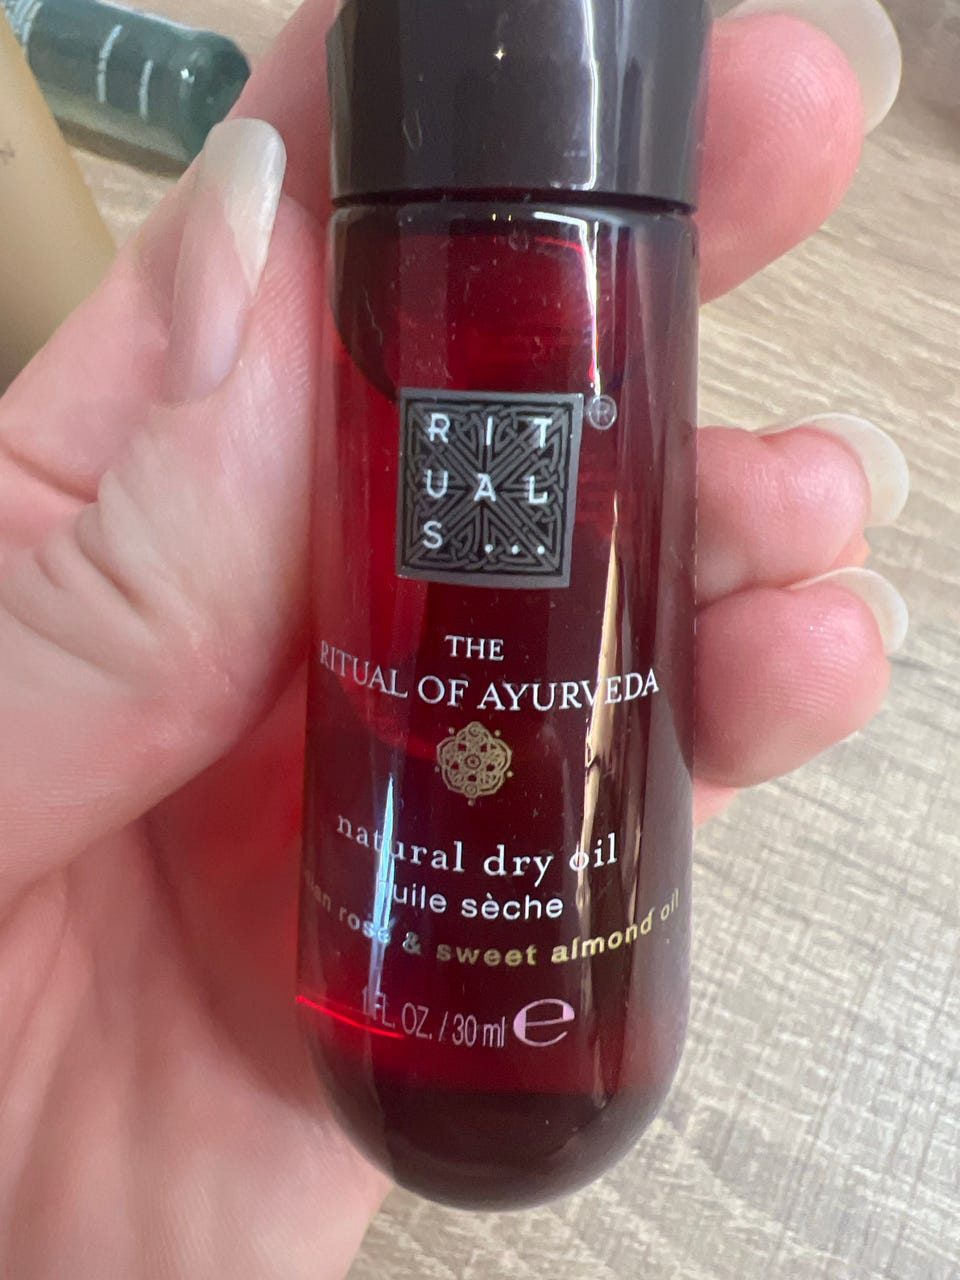 RIT
UAL
S...
®
THE
RITUAL OF AYURVEDA
natural dry oil
huile sèche
rose & sweet almond oil
1 FL. OZ. / 30 ml e